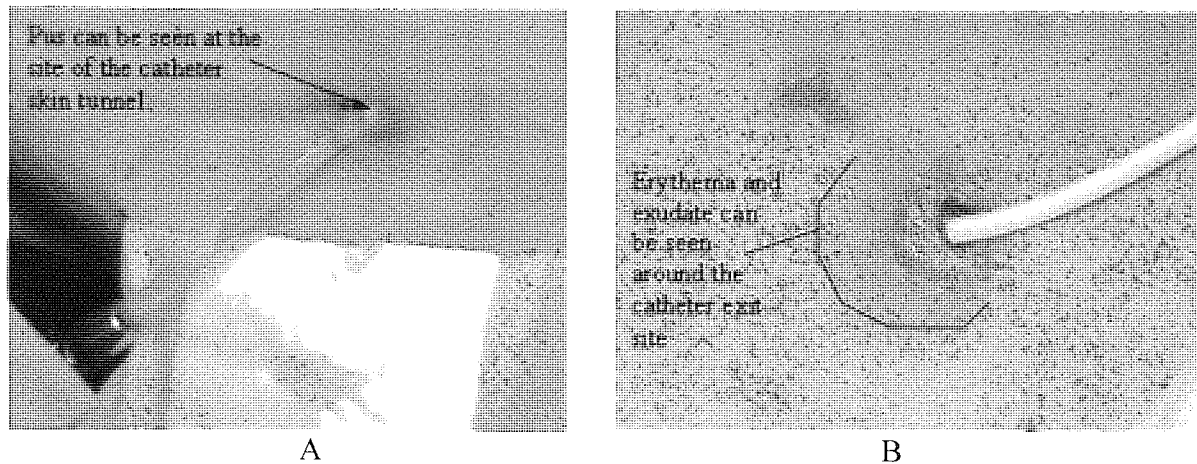 Pus can be seen at the
site of the catheter
skin tunnel
Erythema and
exudate can
be seen
around the
catheter exit
site
A
B